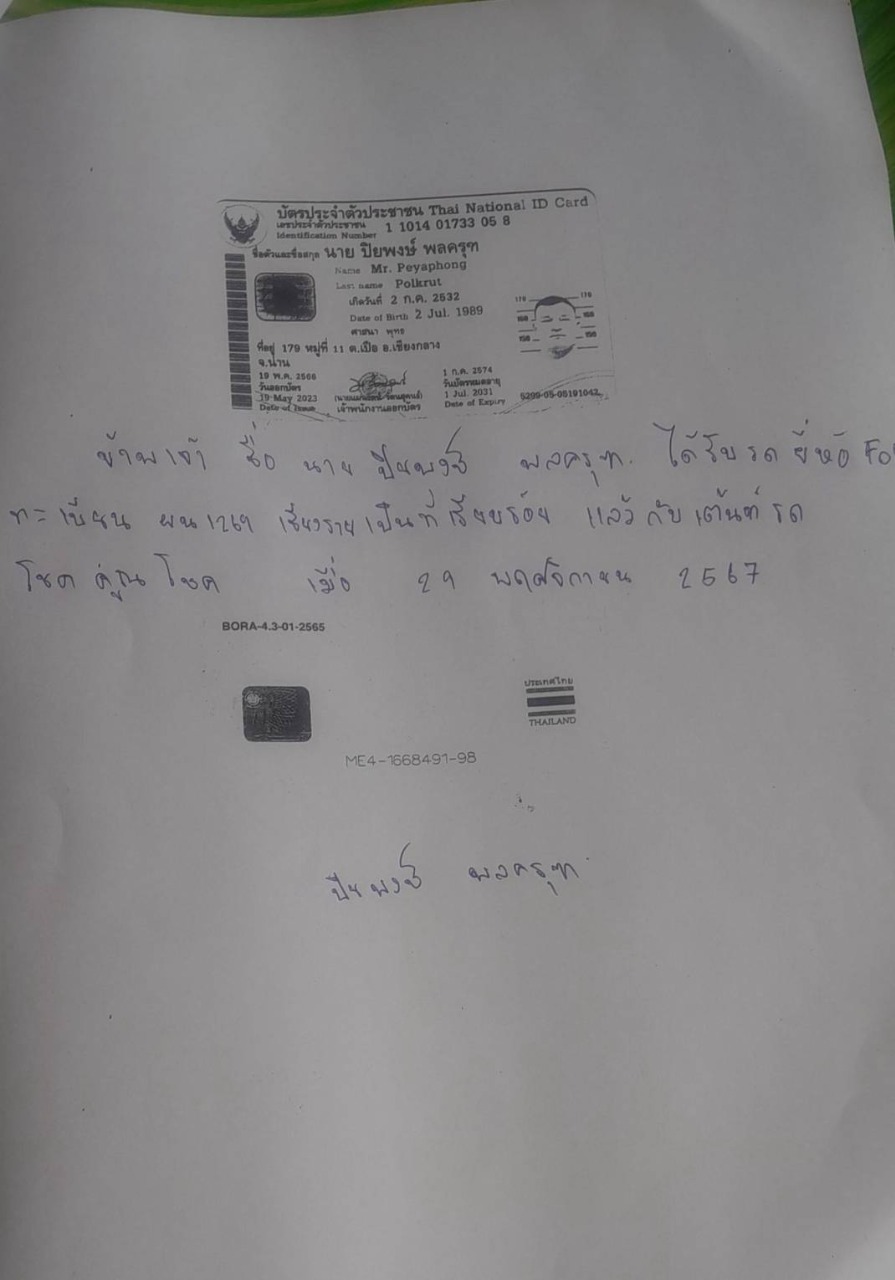 บัตรประจำตัวประชาชน Thai National ID Card
เลขประจำตัวประชาชน 1 1014 01733 05 8
Identification Number
ชื่อตัวและชื่อสกุล นาย ปิยพงษ์ พลครุฑ
Name Mr. Peyaphong
Last name Polkrut
เกิดวันที่ 2 ก.ค. 2532
Date of Birth 2 Jul. 1989
ศาสนา พุทธ
ที่อยู่ 179 หมู่ที่ 11 ต.เปือ อ.เชียงกลาง
จ.น่าน
19 พ.ค. 2566
วันออกบัตร
19 May 2023
Date of Issue
เจ้าพนักงานออกบัตร
1 ก.ค. 2574
วันบัตรหมดอายุ
1 Jul. 2031
Date of Expiry
170 170
160 160
150 150
5299-05-05191042
ข้าพเจ้า ชื่อ นาย ปิยพงษ์ พลครุฑ. ได้รับรถ ยี่ห้อ
ทะเบียน ผน1269 เชียงรายเป็นที่เรียบร้อย แล้ว กับเต้นท์รถ
โชค คูณ โชค เมื่อ 29 พฤศจิกายน 2567
BORA-4.3-01-2565
ประเทศไทย
THAILAND
ME4-1668491-98
ปิยพงษ์ พลครุฑ